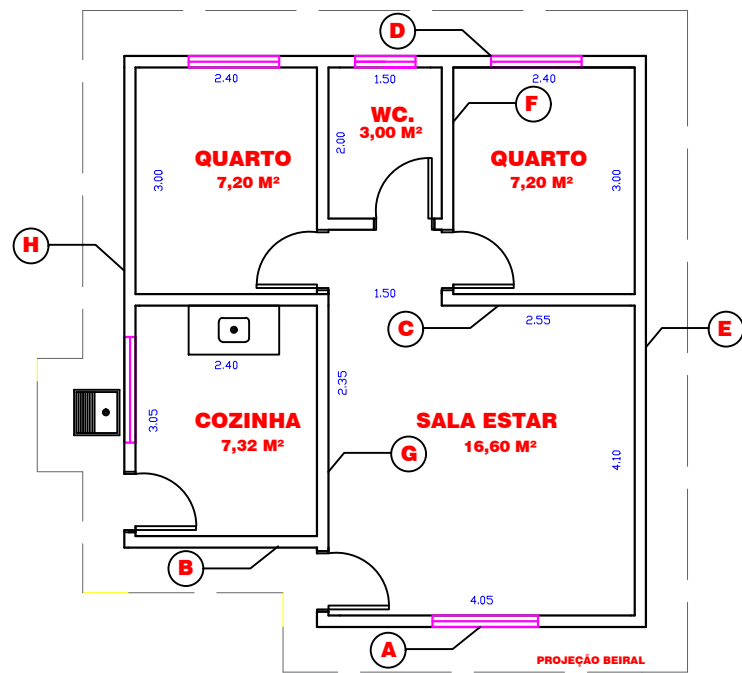 D
2.40
1.50
2.40
WC.
3,00 M²
F
2.00
QUARTO
7,20 M²
QUARTO
7,20 M²
3.00
3.00
H
1.50
C
2.55
E
2.40
2.35
COZINHA
7,32 M²
3.05
SALA ESTAR
16,60 M²
4.10
G
B
4.05
A
PROJEÇÃO BEIRAL